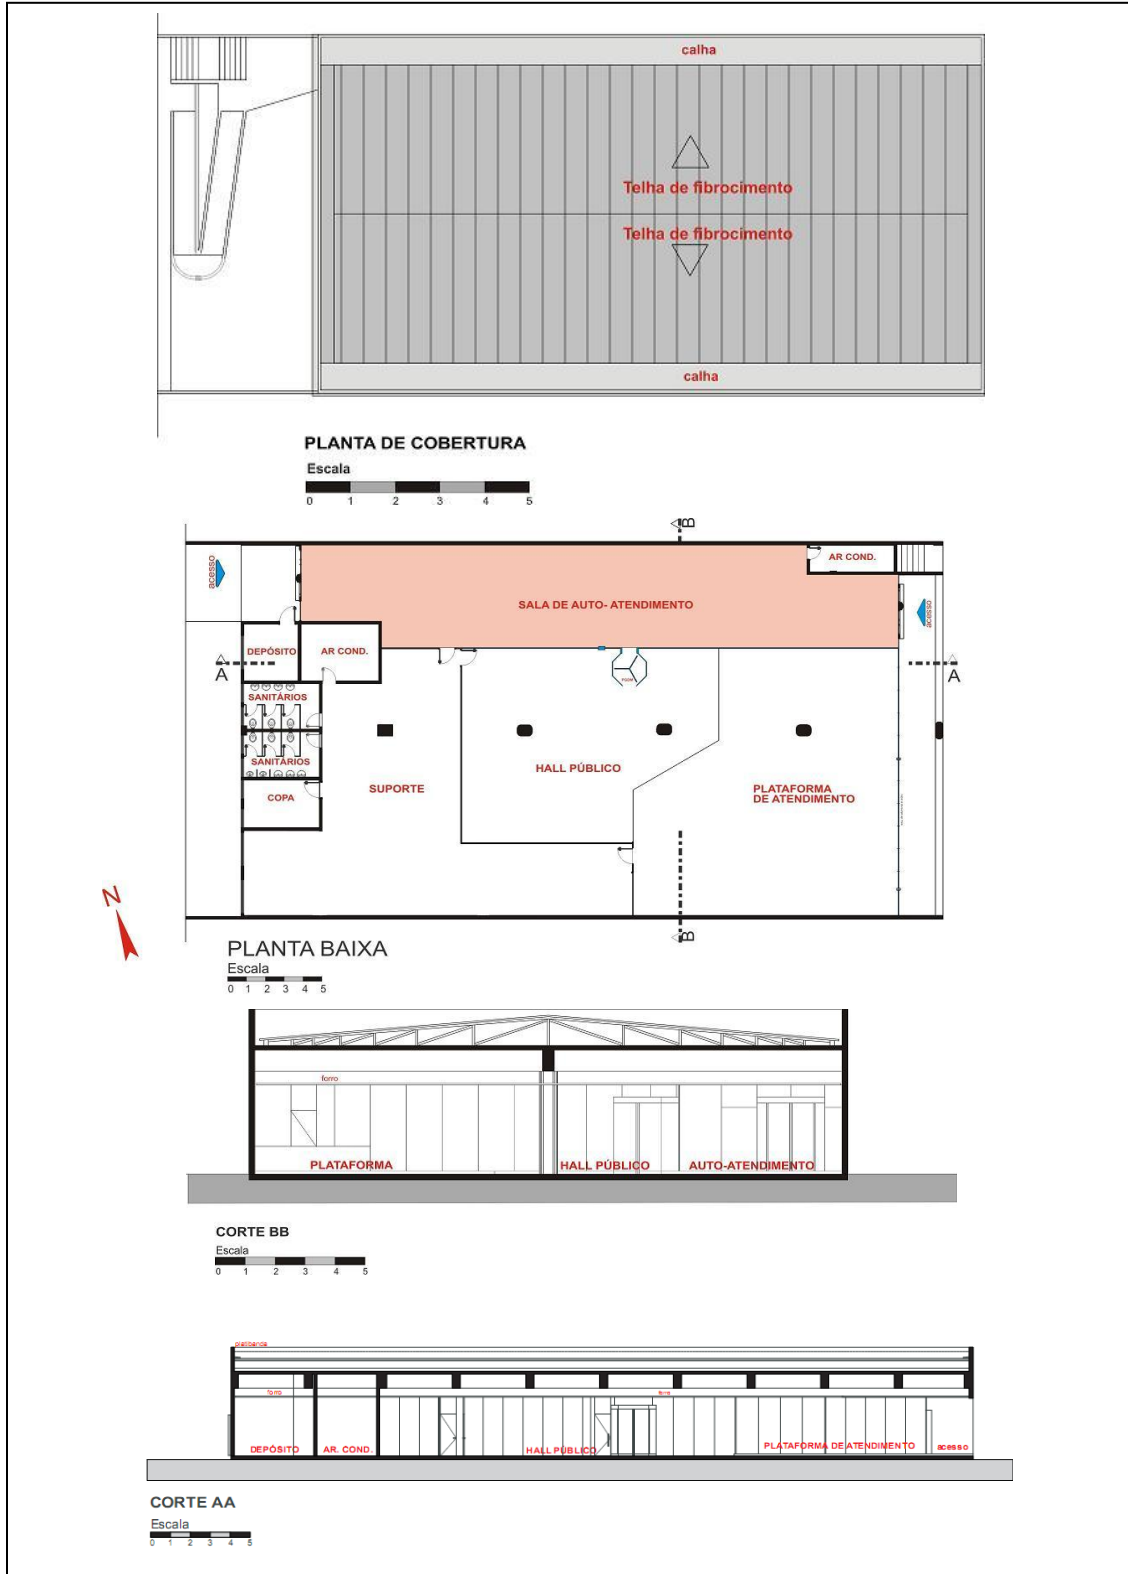 calha
Telha de fibrocimento
Telha de fibrocimento
calha
PLANTA DE COBERTURA
Escala
0 1 2 3 4 5
B
acesso
AR COND.
SALA DE AUTO- ATENDIMENTO
acesso
DEPÓSITO
AR COND.
A
A
SANITÁRIOS
SANITÁRIOS
HALL PÚBLICO
SUPORTE
PLATAFORMA
DE ATENDIMENTO
COPA
N
B
PLANTA BAIXA
Escala
0 1 2 3 4 5
forro
PLATAFORMA
HALL PÚBLICO
AUTO-ATENDIMENTO
CORTE BB
Escala
0 1 2 3 4 5
platibanda
forro
forro
DEPÓSITO
AR. COND.
HALL PÚBLICO
PLATAFORMA DE ATENDIMENTO
acesso
CORTE AA
Escala
0 1 2 3 4 5